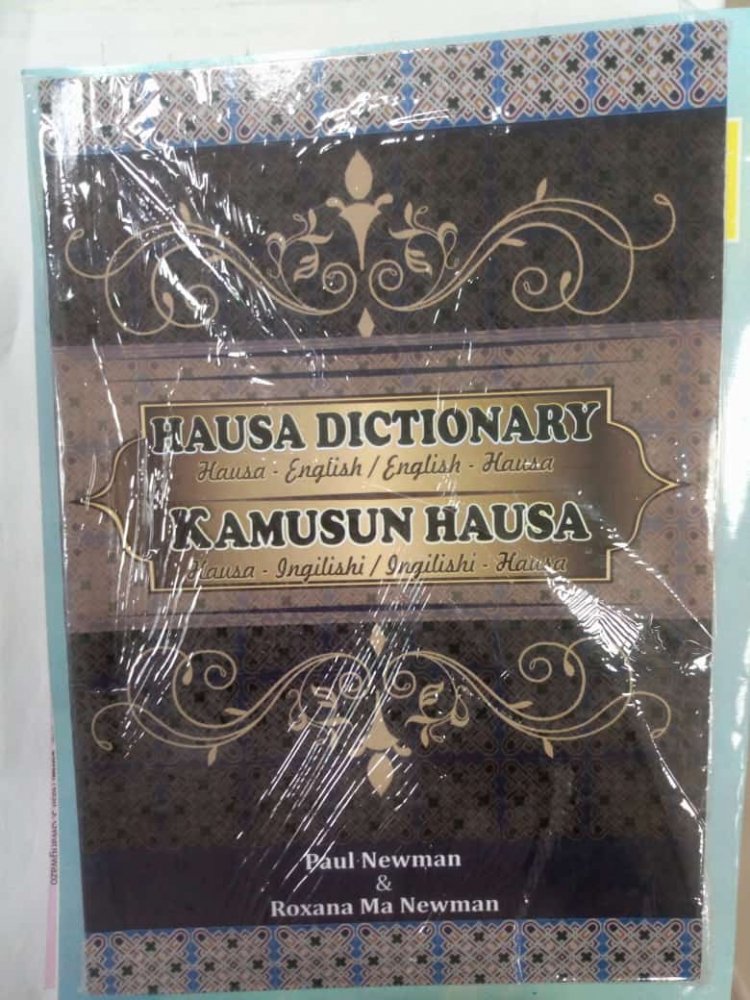 HAUSA DICTIONARY
Hausa - English / English - Hausa
KAMUSUN HAUSA
Hausa - Ingilishi / Ingilishi - Hausa
Paul Newman
&
Roxana Ma Newman